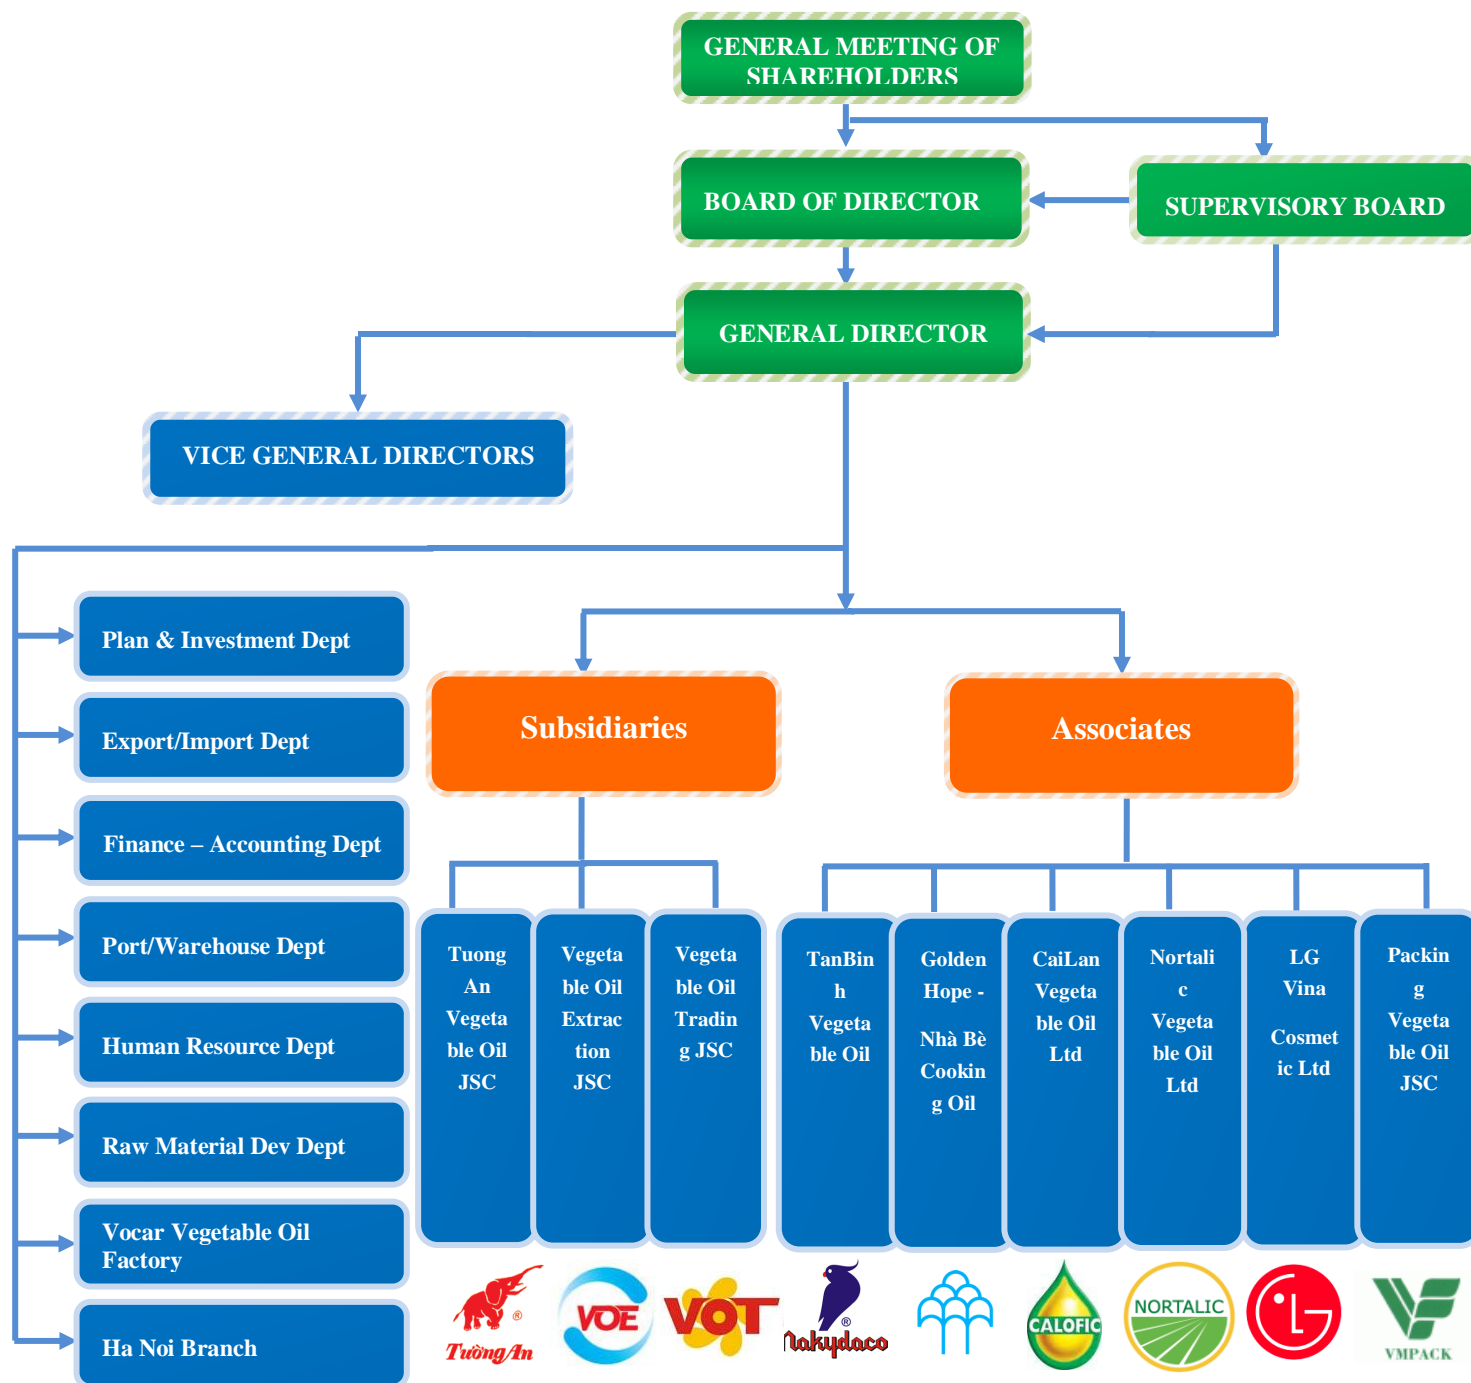 GENERAL MEETING OF
SHAREHOLDERS
BOARD OF DIRECTOR
SUPERVISORY BOARD
GENERAL DIRECTOR
VICE GENERAL DIRECTORS
Plan & Investment Dept
Export/Import Dept
Finance – Accounting Dept
Port/Warehouse Dept
Human Resource Dept
Raw Material Dev Dept
Vocar Vegetable Oil
Factory
Ha Noi Branch
Subsidiaries
Associates
Tuong
An
Vegeta
ble Oil
JSC
Vegeta
ble Oil
Extrac
tion
JSC
Vegeta
ble Oil
Tradin
g JSC
TanBin
h
Vegeta
ble Oil
Golden
Hope -
Nhà Bè
Cookin
g Oil
CaiLan
Vegeta
ble Oil
Ltd
Nortali
c
Vegeta
ble Oil
Ltd
LG
Vina
Cosmet
ic Ltd
Packin
g
Vegeta
ble Oil
JSC
®
Tường An
VOE
VOT
®
Nakydaco
CALOFIC
NORTALIC
LG
VMPACK